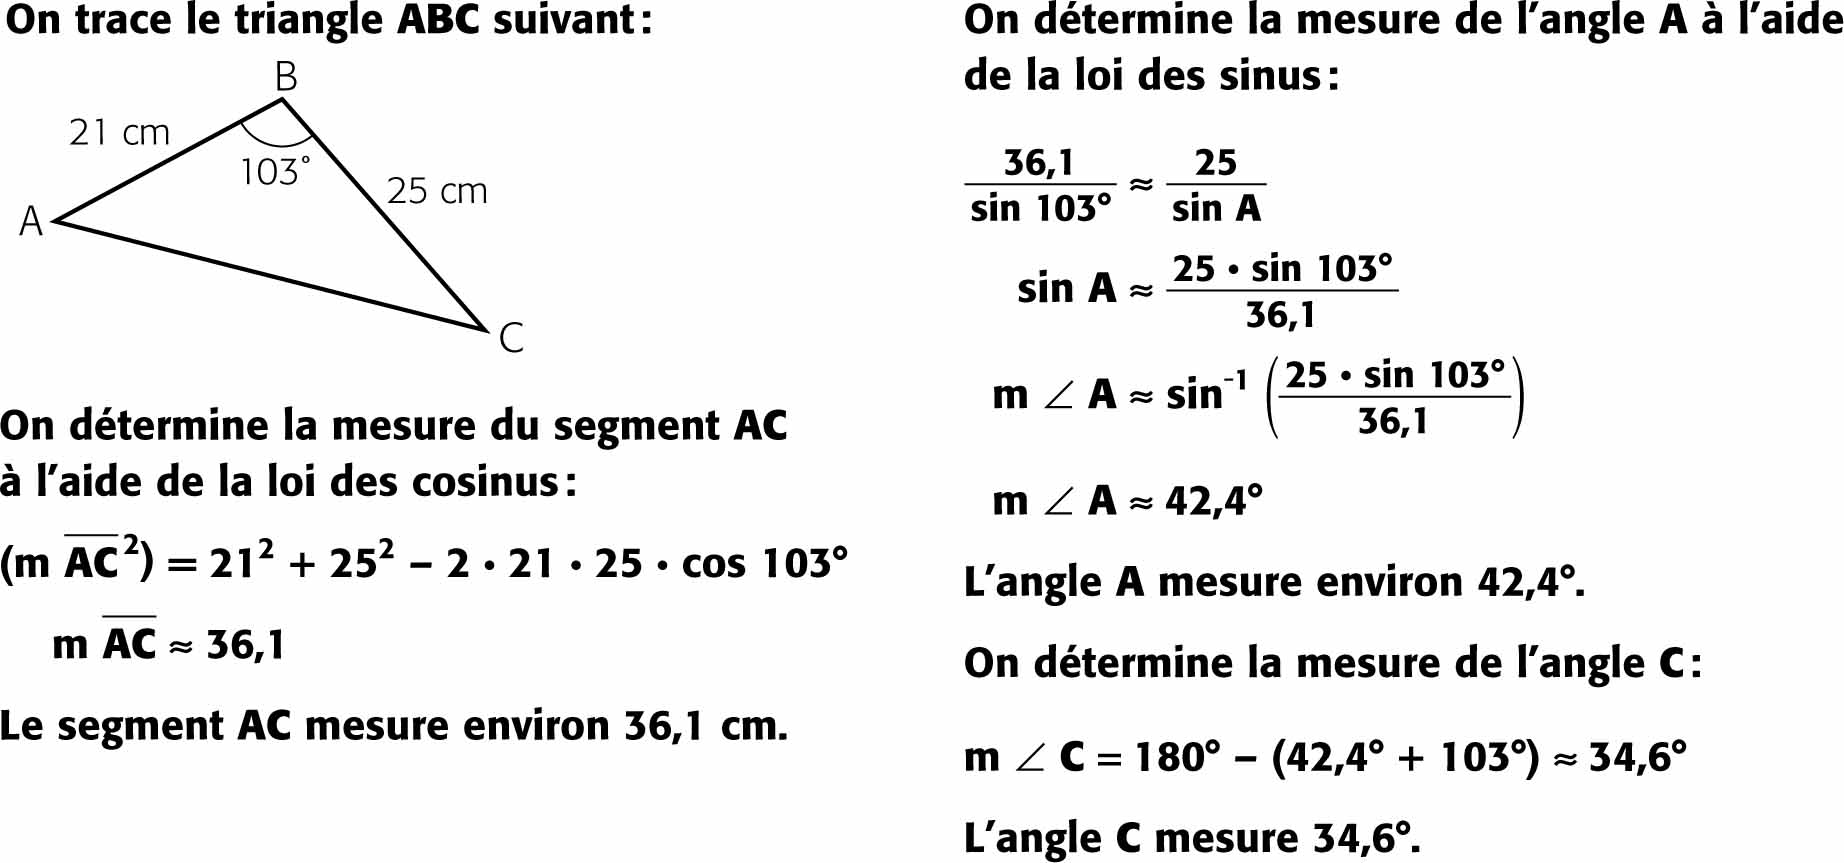 On trace le triangle ABC suivant :
B
21 cm
103°
25 cm
A
C
On détermine la mesure du segment AC
à l’aide de la loi des cosinus :
(m AC²) = 21² + 25² – 2 • 21 • 25 • cos 103°
m AC ≈ 36,1
Le segment AC mesure environ 36,1 cm.
On détermine la mesure de l’angle A à l’aide
de la loi des sinus :
36,1 / sin 103° ≈ 25 / sin A
sin A ≈ 25 • sin 103° / 36,1
m ∠ A ≈ sin⁻¹ (25 • sin 103° / 36,1)
m ∠ A ≈ 42,4°
L’angle A mesure environ 42,4°.
On détermine la mesure de l’angle C :
m ∠ C = 180° – (42,4° + 103°) ≈ 34,6°
L’angle C mesure 34,6°.